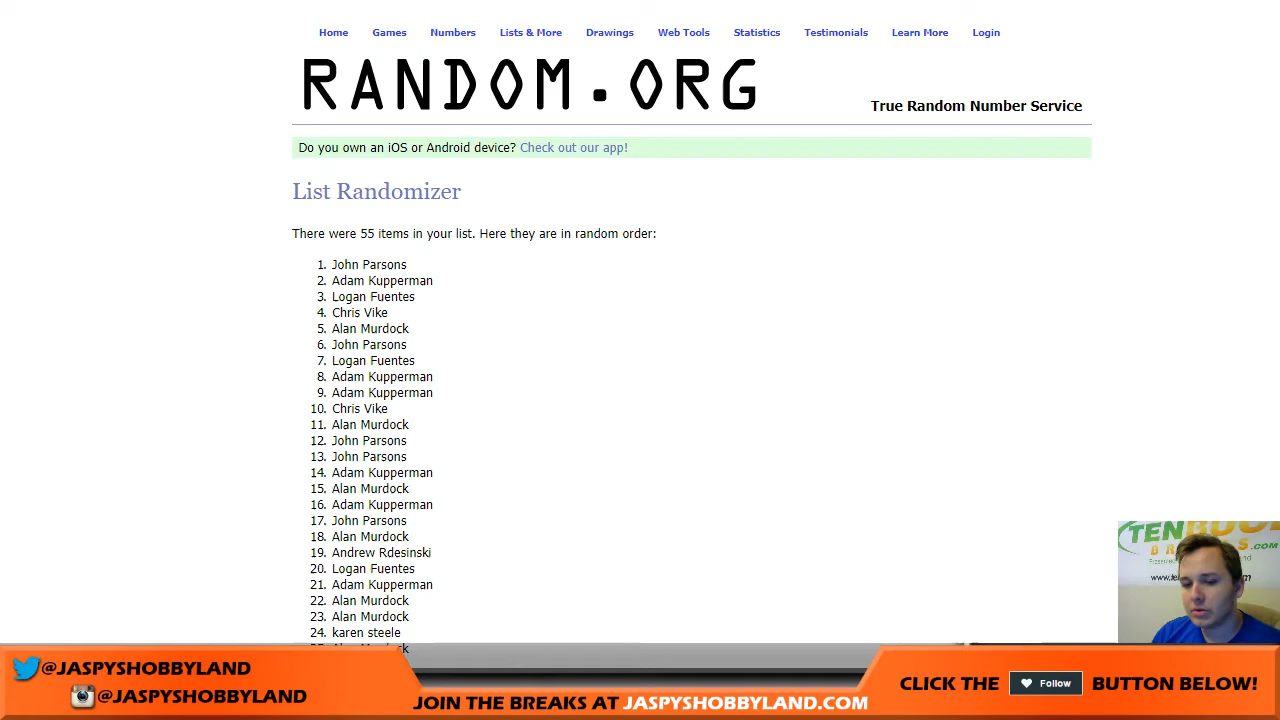 Home Games Numbers Lists & More Drawings Web Tools Statistics Testimonials Learn More Login
RANDOM.ORG
True Random Number Service
Do you own an iOS or Android device? Check out our app!
List Randomizer
There were 55 items in your list. Here they are in random order:
1. John Parsons
2. Adam Kupperman
3. Logan Fuentes
4. Chris Vike
5. Alan Murdock
6. John Parsons
7. Logan Fuentes
8. Adam Kupperman
9. Adam Kupperman
10. Chris Vike
11. Alan Murdock
12. John Parsons
13. John Parsons
14. Adam Kupperman
15. Alan Murdock
16. Adam Kupperman
17. John Parsons
18. Alan Murdock
19. Andrew Rdesinski
20. Logan Fuentes
21. Adam Kupperman
22. Alan Murdock
23. Alan Murdock
24. karen steele
TEN
.COM
www.te
@JASPYSHOBBYLAND
@JASPYSHOBBYLAND
JOIN THE BREAKS AT JASPYSHOBBYLAND.COM
CLICK THE Follow BUTTON BELOW!